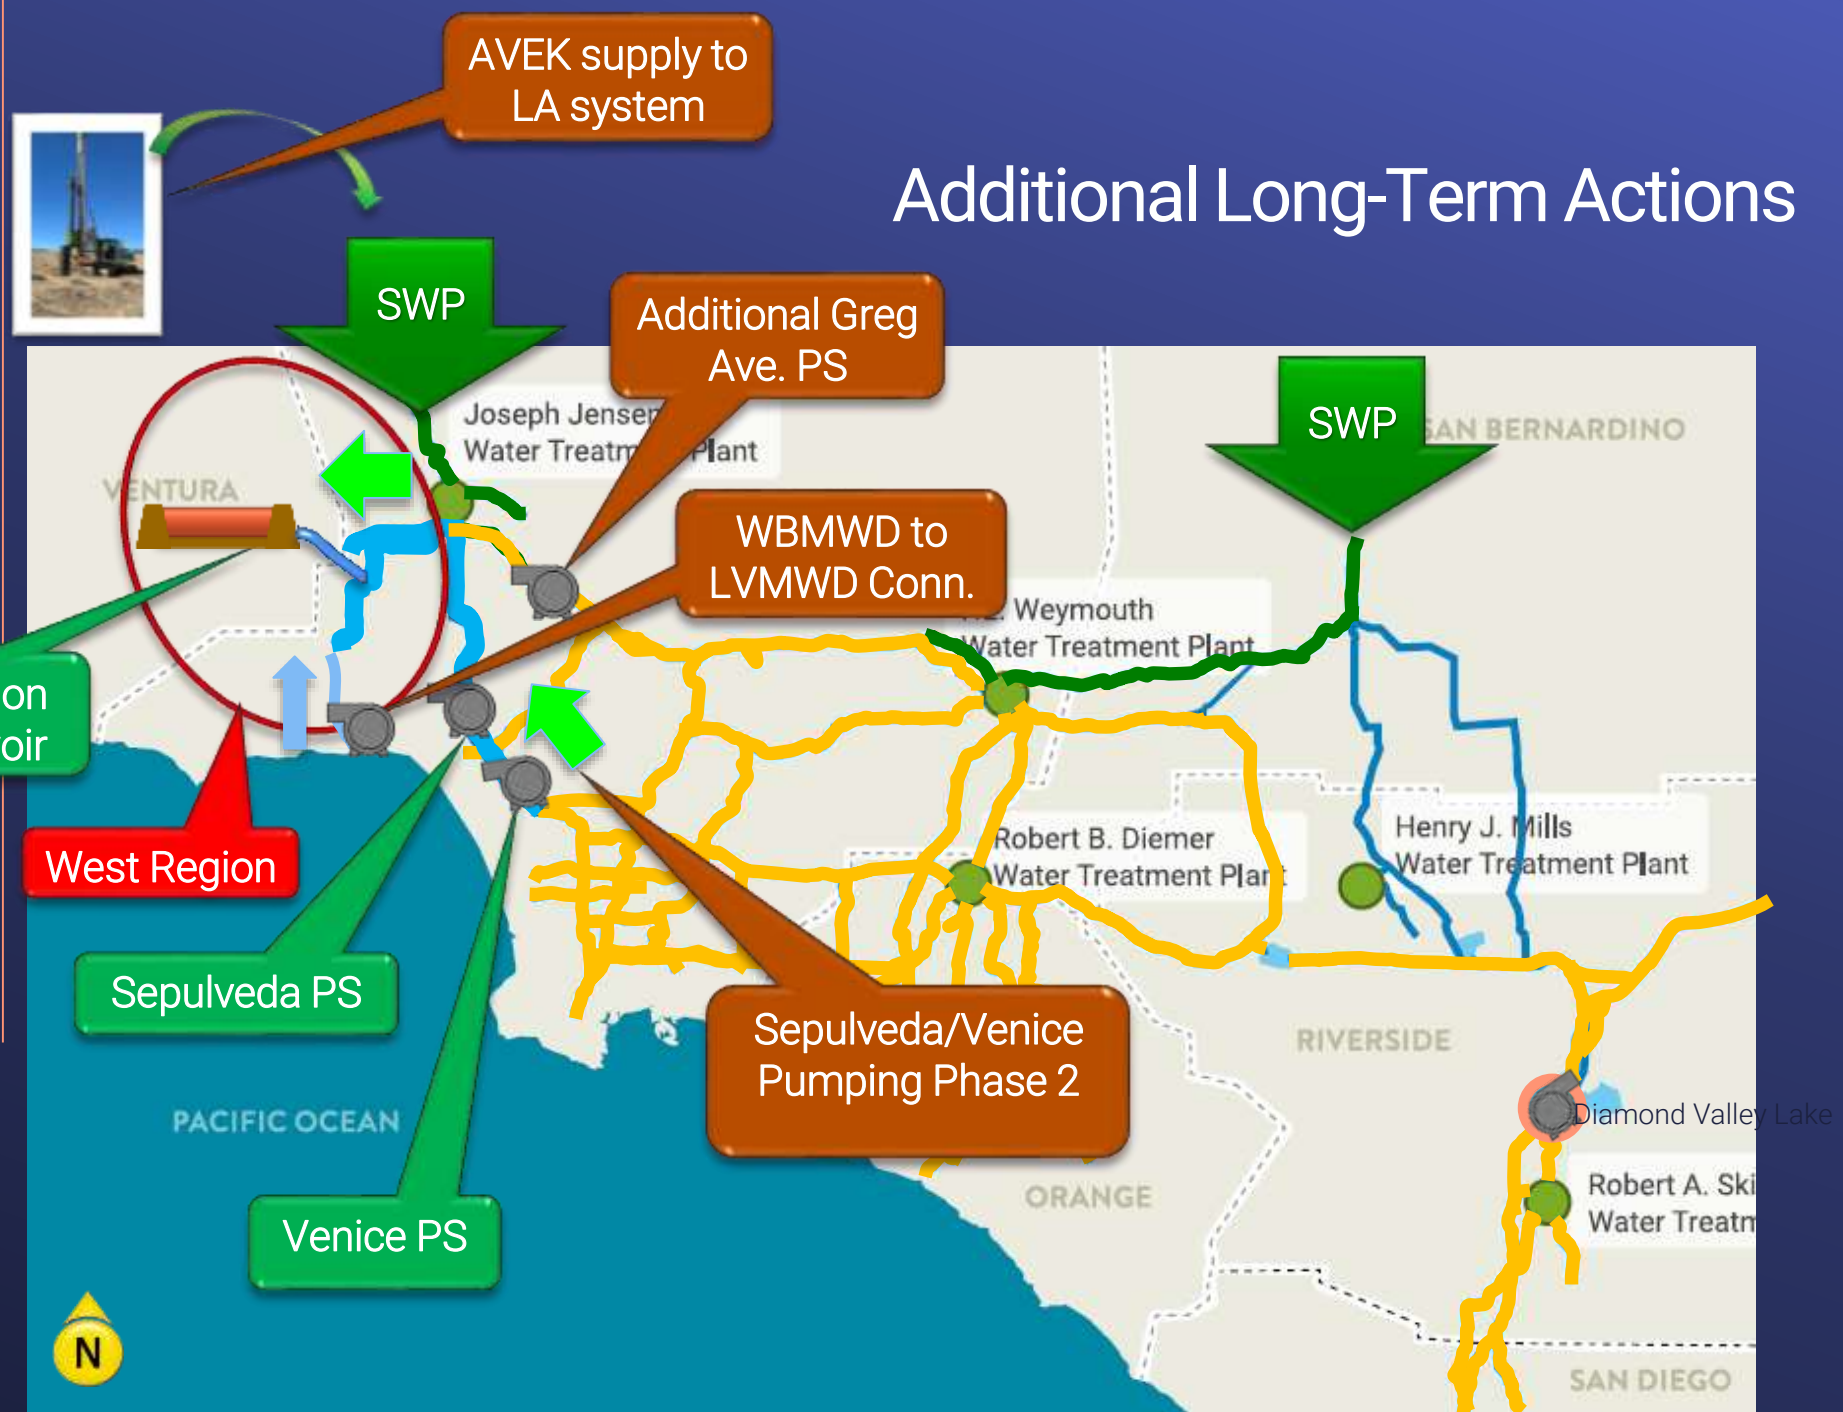 AVEK supply to
LA system
Additional Long-Term Actions
SWP
Additional Greg
Ave. PS
SWP
SAN BERNARDINO
Joseph Jensen
Water Treatm Plant
VENTURA
WBMWD to
LVMWD Conn.
Weymouth
Water Treatment Plant
on
oir
West Region
Robert B. Diemer
Water Treatment Plant
Henry J. Mills
Water Treatment Plant
Sepulveda PS
Sepulveda/Venice
Pumping Phase 2
RIVERSIDE
PACIFIC OCEAN
Diamond Valley Lake
Venice PS
ORANGE
Robert A. Ski
Water Treatm
SAN DIEGO
N